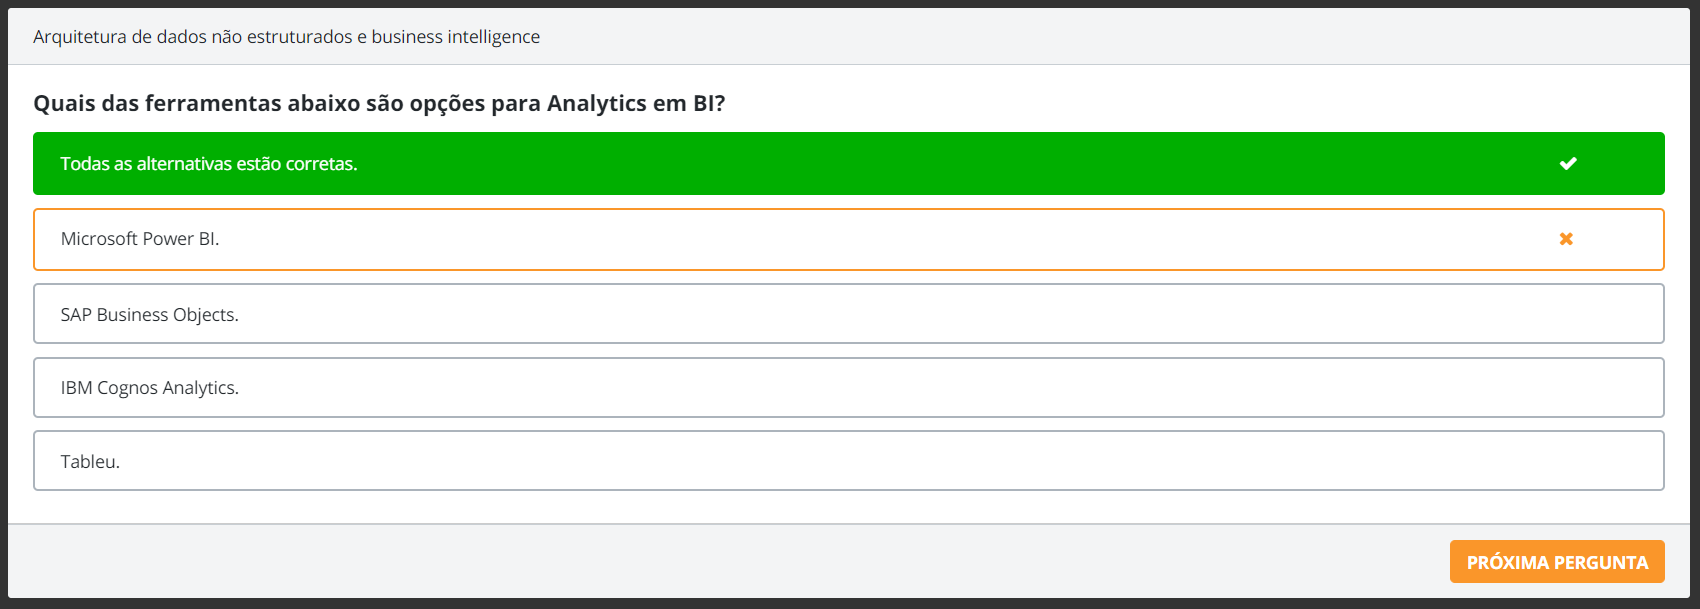 Arquitetura de dados não estruturados e business intelligence
Quais das ferramentas abaixo são opções para Analytics em BI?
Todas as alternativas estão corretas.
Microsoft Power BI.
SAP Business Objects.
IBM Cognos Analytics.
Tableu.
PRÓXIMA PERGUNTA